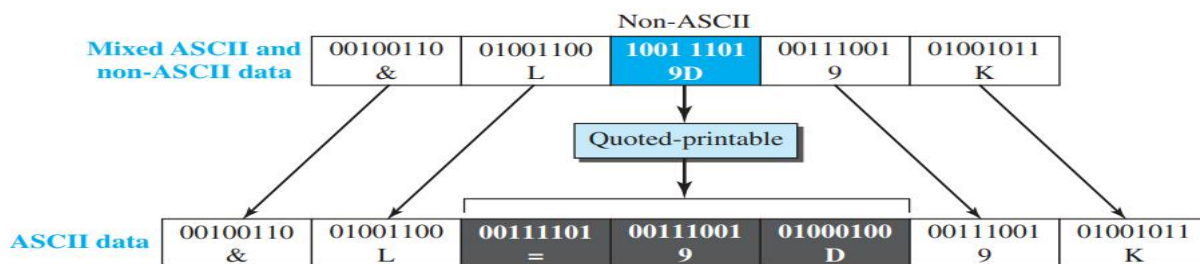 Non-ASCII
Mixed ASCII and
non-ASCII data
00100110 01001100 1001 1101 00111001 01001011
& L 9D 9 K
Quoted-printable
ASCII data
00100110 01001100 00111101 00111001 01000100 00111001 01001011
& L = 9 D 9 K